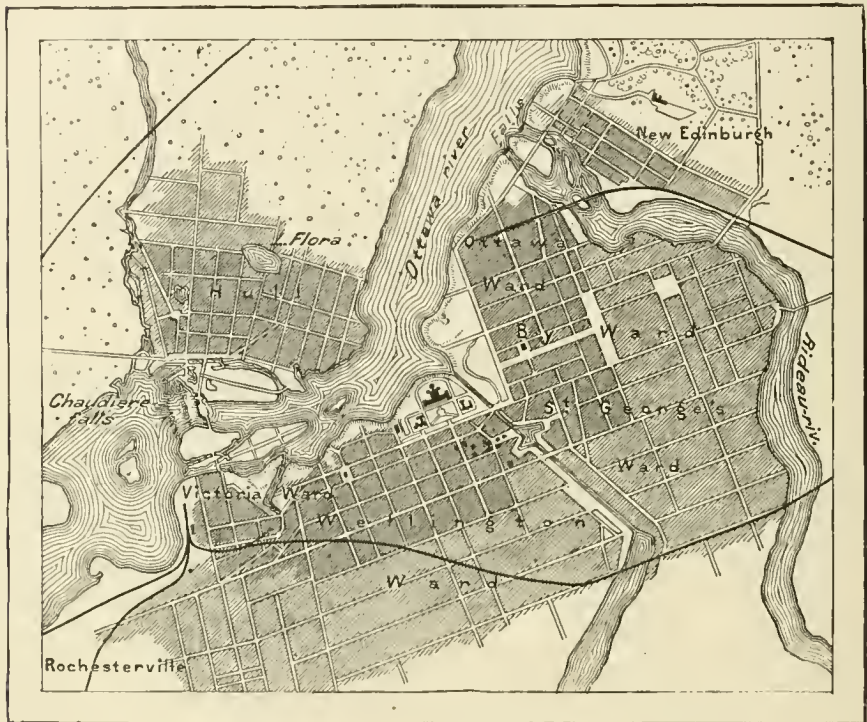 New Edinburgh
falls
Ottawa river
Flora
Ottawa
Ward
Hull
By Ward
Rideau-riv.
Chaudiere
falls
St George's
Ward
Victoria Ward
Wellington
Ward
Rochesterville